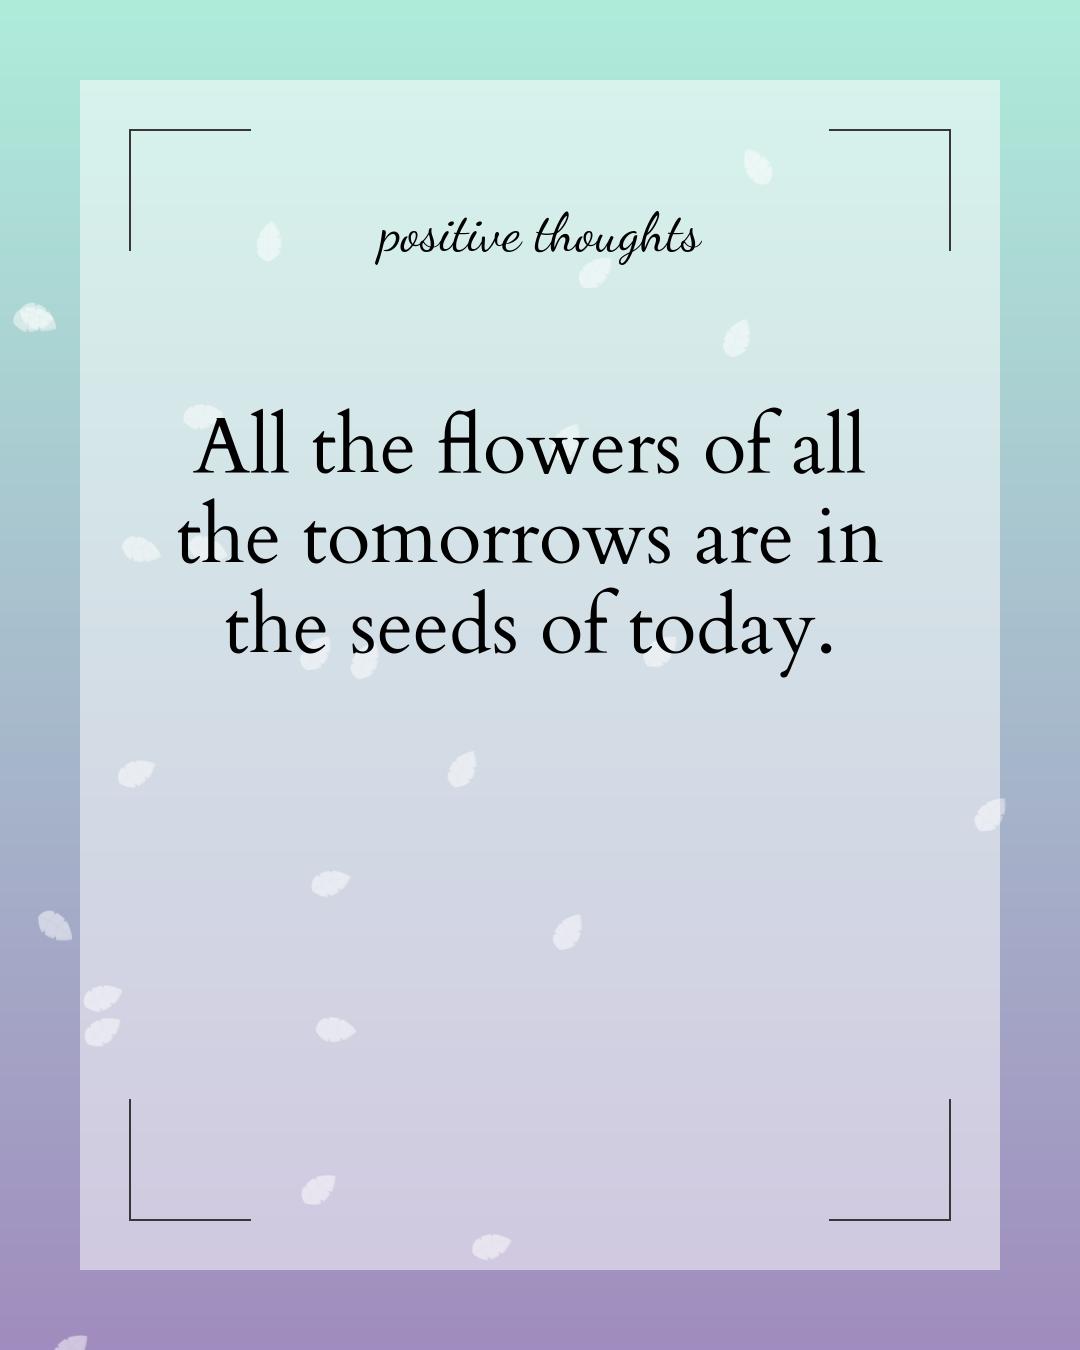 positive thoughts
All the flowers of all
the tomorrows are in
the seeds of today.